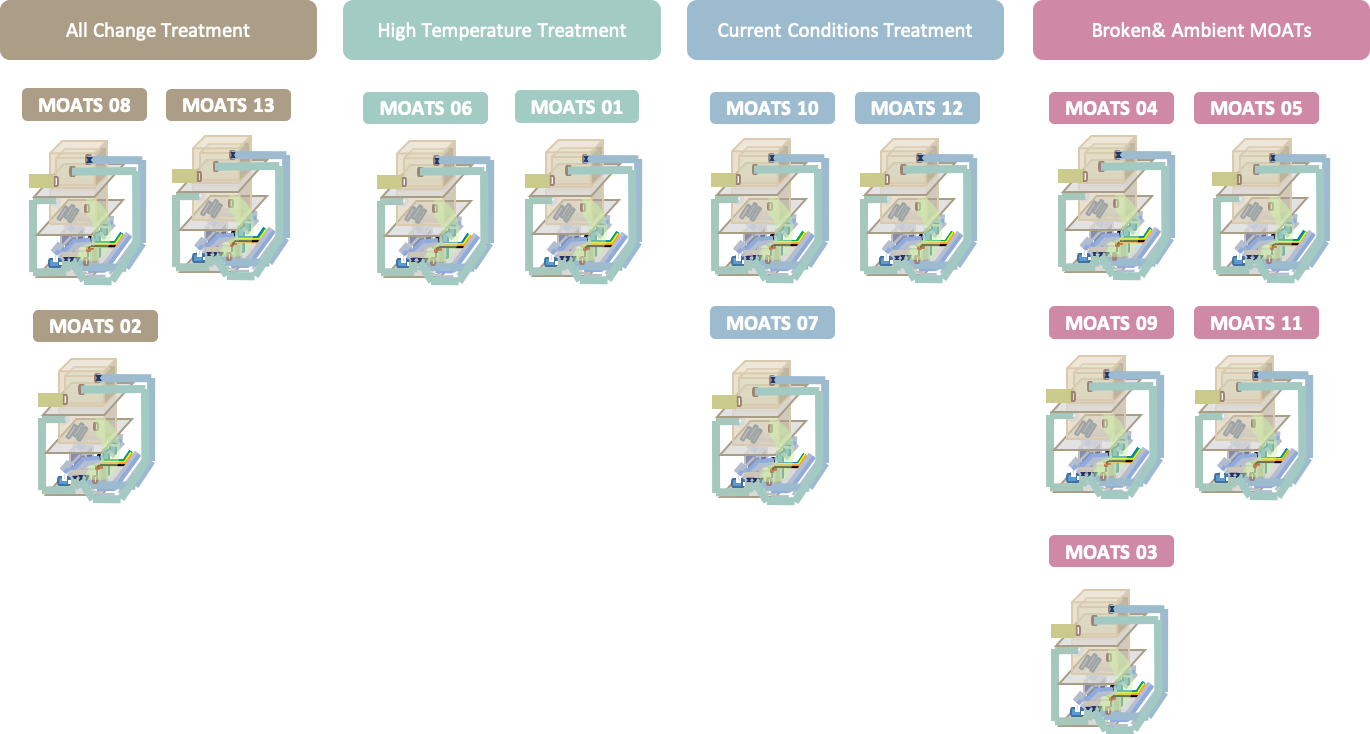 All Change Treatment
High Temperature Treatment
Current Conditions Treatment
Broken& Ambient MOATs
MOATS 08
MOATS 13
MOATS 06
MOATS 01
MOATS 10
MOATS 12
MOATS 04
MOATS 05
MOATS 02
MOATS 07
MOATS 09
MOATS 11
MOATS 03